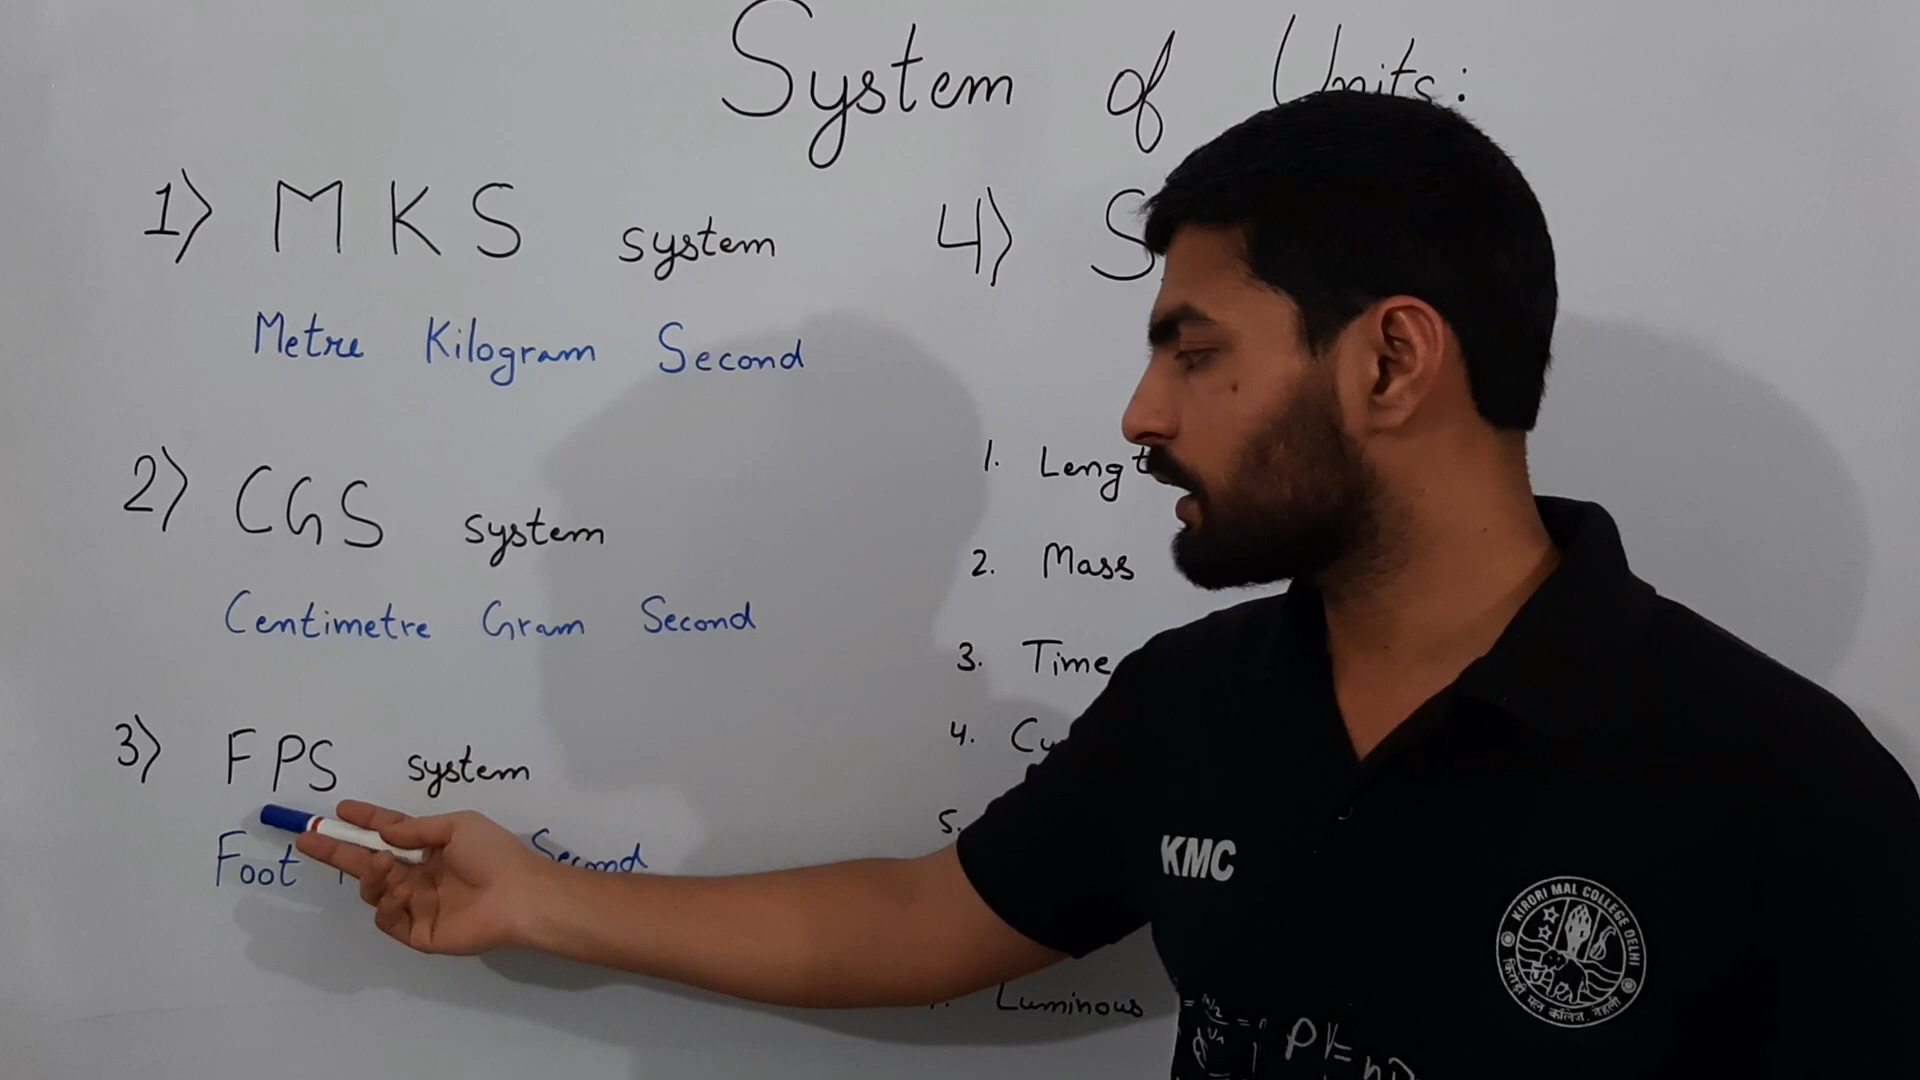 System of Units:
1) MKS system
Metre Kilogram Second
2) CGS system
Centimetre Gram Second
3) FPS system
Foot Second
4) S
1. Lengt
2. Mass
3. Time
4. Cu
5.
Luminous
KMC
KIRORI MAL COLLEGE DELHI